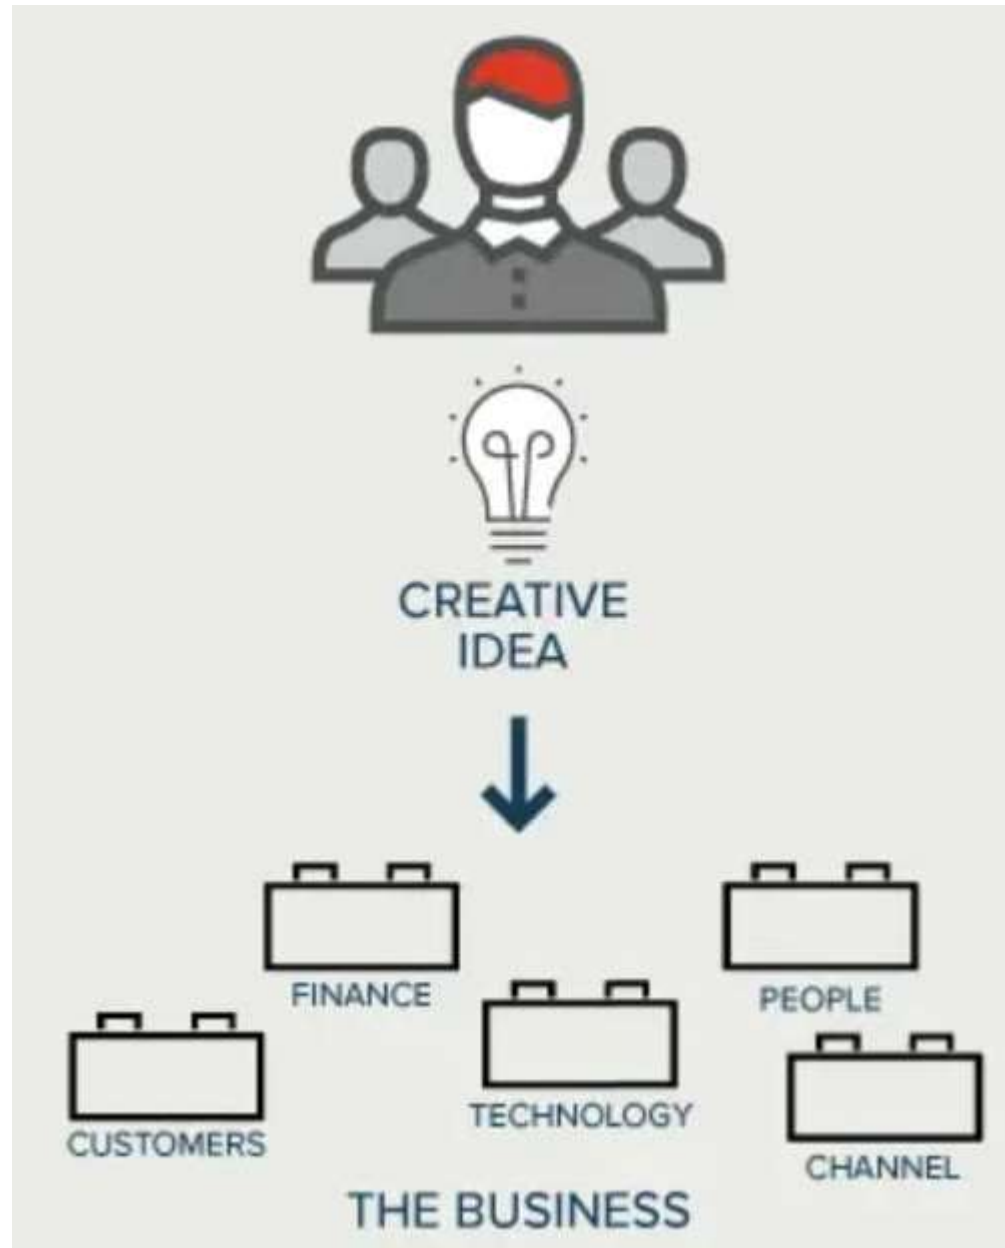 CREATIVE
IDEA
FINANCE
PEOPLE
TECHNOLOGY
CUSTOMERS
CHANNEL
THE BUSINESS